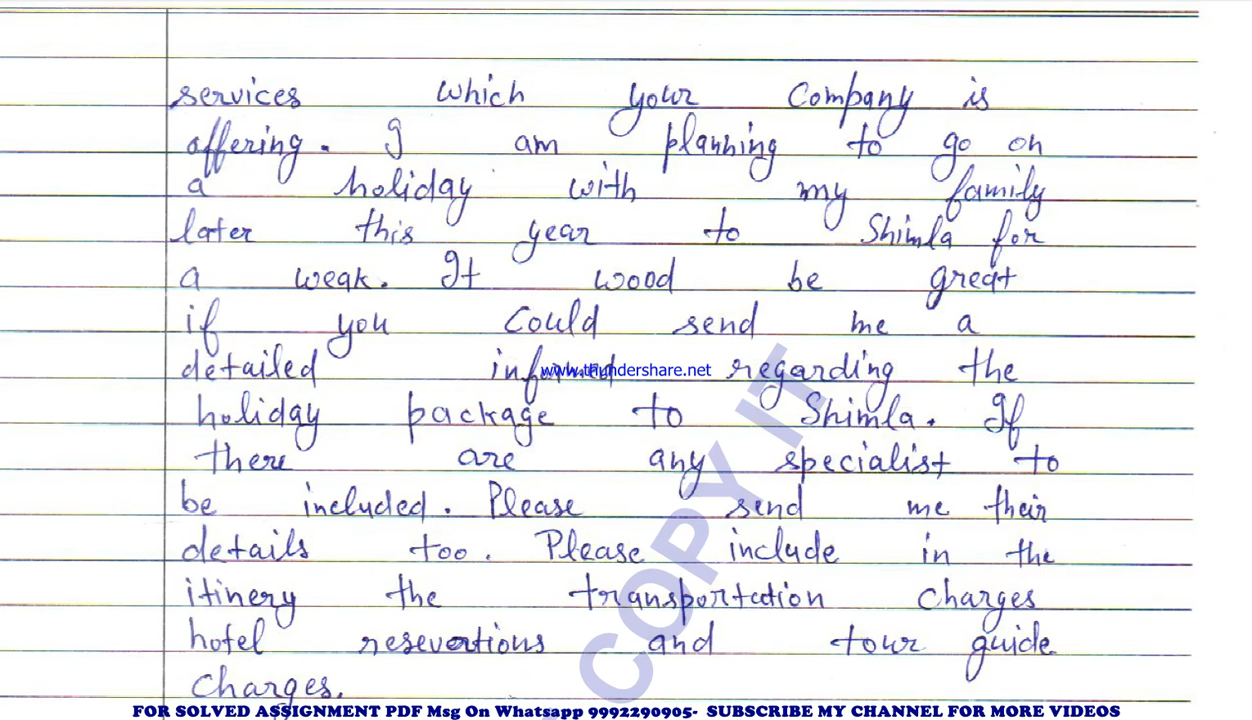 services which your Company is
offering. I am planning to go on
a holiday with my family
later this year to Shimla for
a weak. It wood be great
if you could send me a
detailed regarding the
www.thundershare.net
holiday package to Shimla. If
there are any specialist to
be included. Please send me their
details too. Please include in the
itinery the transportation charges
hotel resevertions and tour guide
charges.
COPY IT
FOR SOLVED ASSIGNMENT PDF Msg On Whatsapp 9992290905- SUBSCRIBE MY CHANNEL FOR MORE VIDEOS